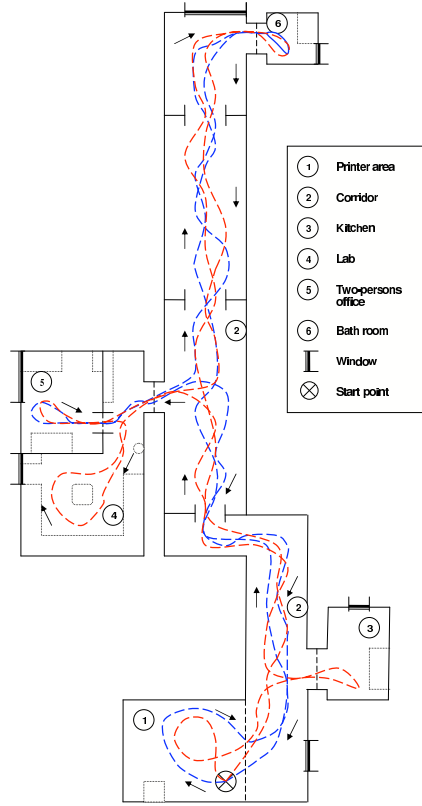 6
1 Printer area
2 Corridor
3 Kitchen
4 Lab
5 Two-persons
office
6 Bath room
Window
Start point
2
5
4
2
3
1